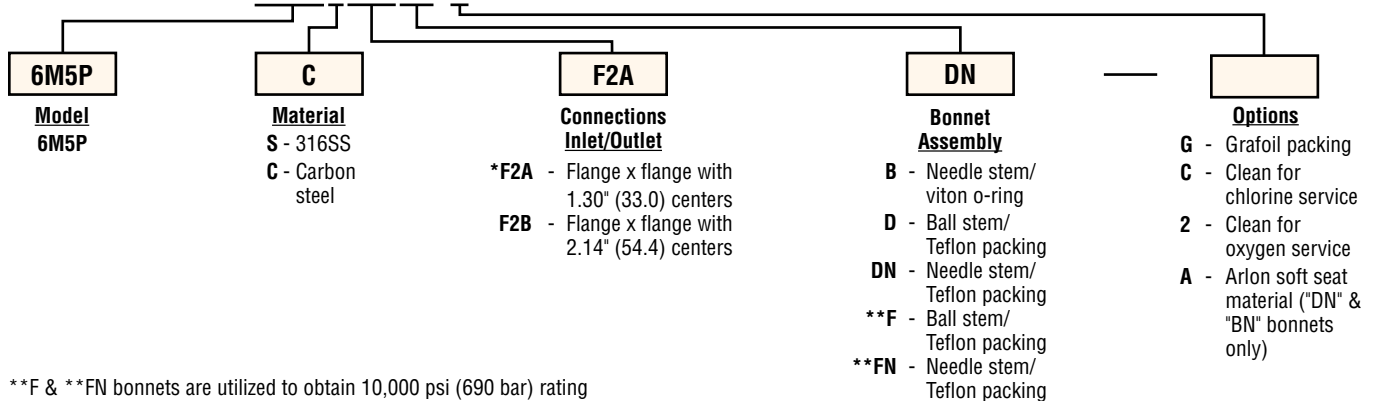 6M5P
C
F2A
DN
Model
6M5P
Material
S - 316SS
C - Carbon
steel
Connections
Inlet/Outlet
*F2A - Flange x flange with
1.30" (33.0) centers
F2B - Flange x flange with
2.14" (54.4) centers
Bonnet
Assembly
B - Needle stem/
viton o-ring
D - Ball stem/
Teflon packing
DN - Needle stem/
Teflon packing
**F - Ball stem/
Teflon packing
**FN - Needle stem/
Teflon packing
Options
G - Grafoil packing
C - Clean for
chlorine service
2 - Clean for
oxygen service
A - Arlon soft seat
material ("DN" &
"BN" bonnets
only)
**F & **FN bonnets are utilized to obtain 10,000 psi (690 bar) rating